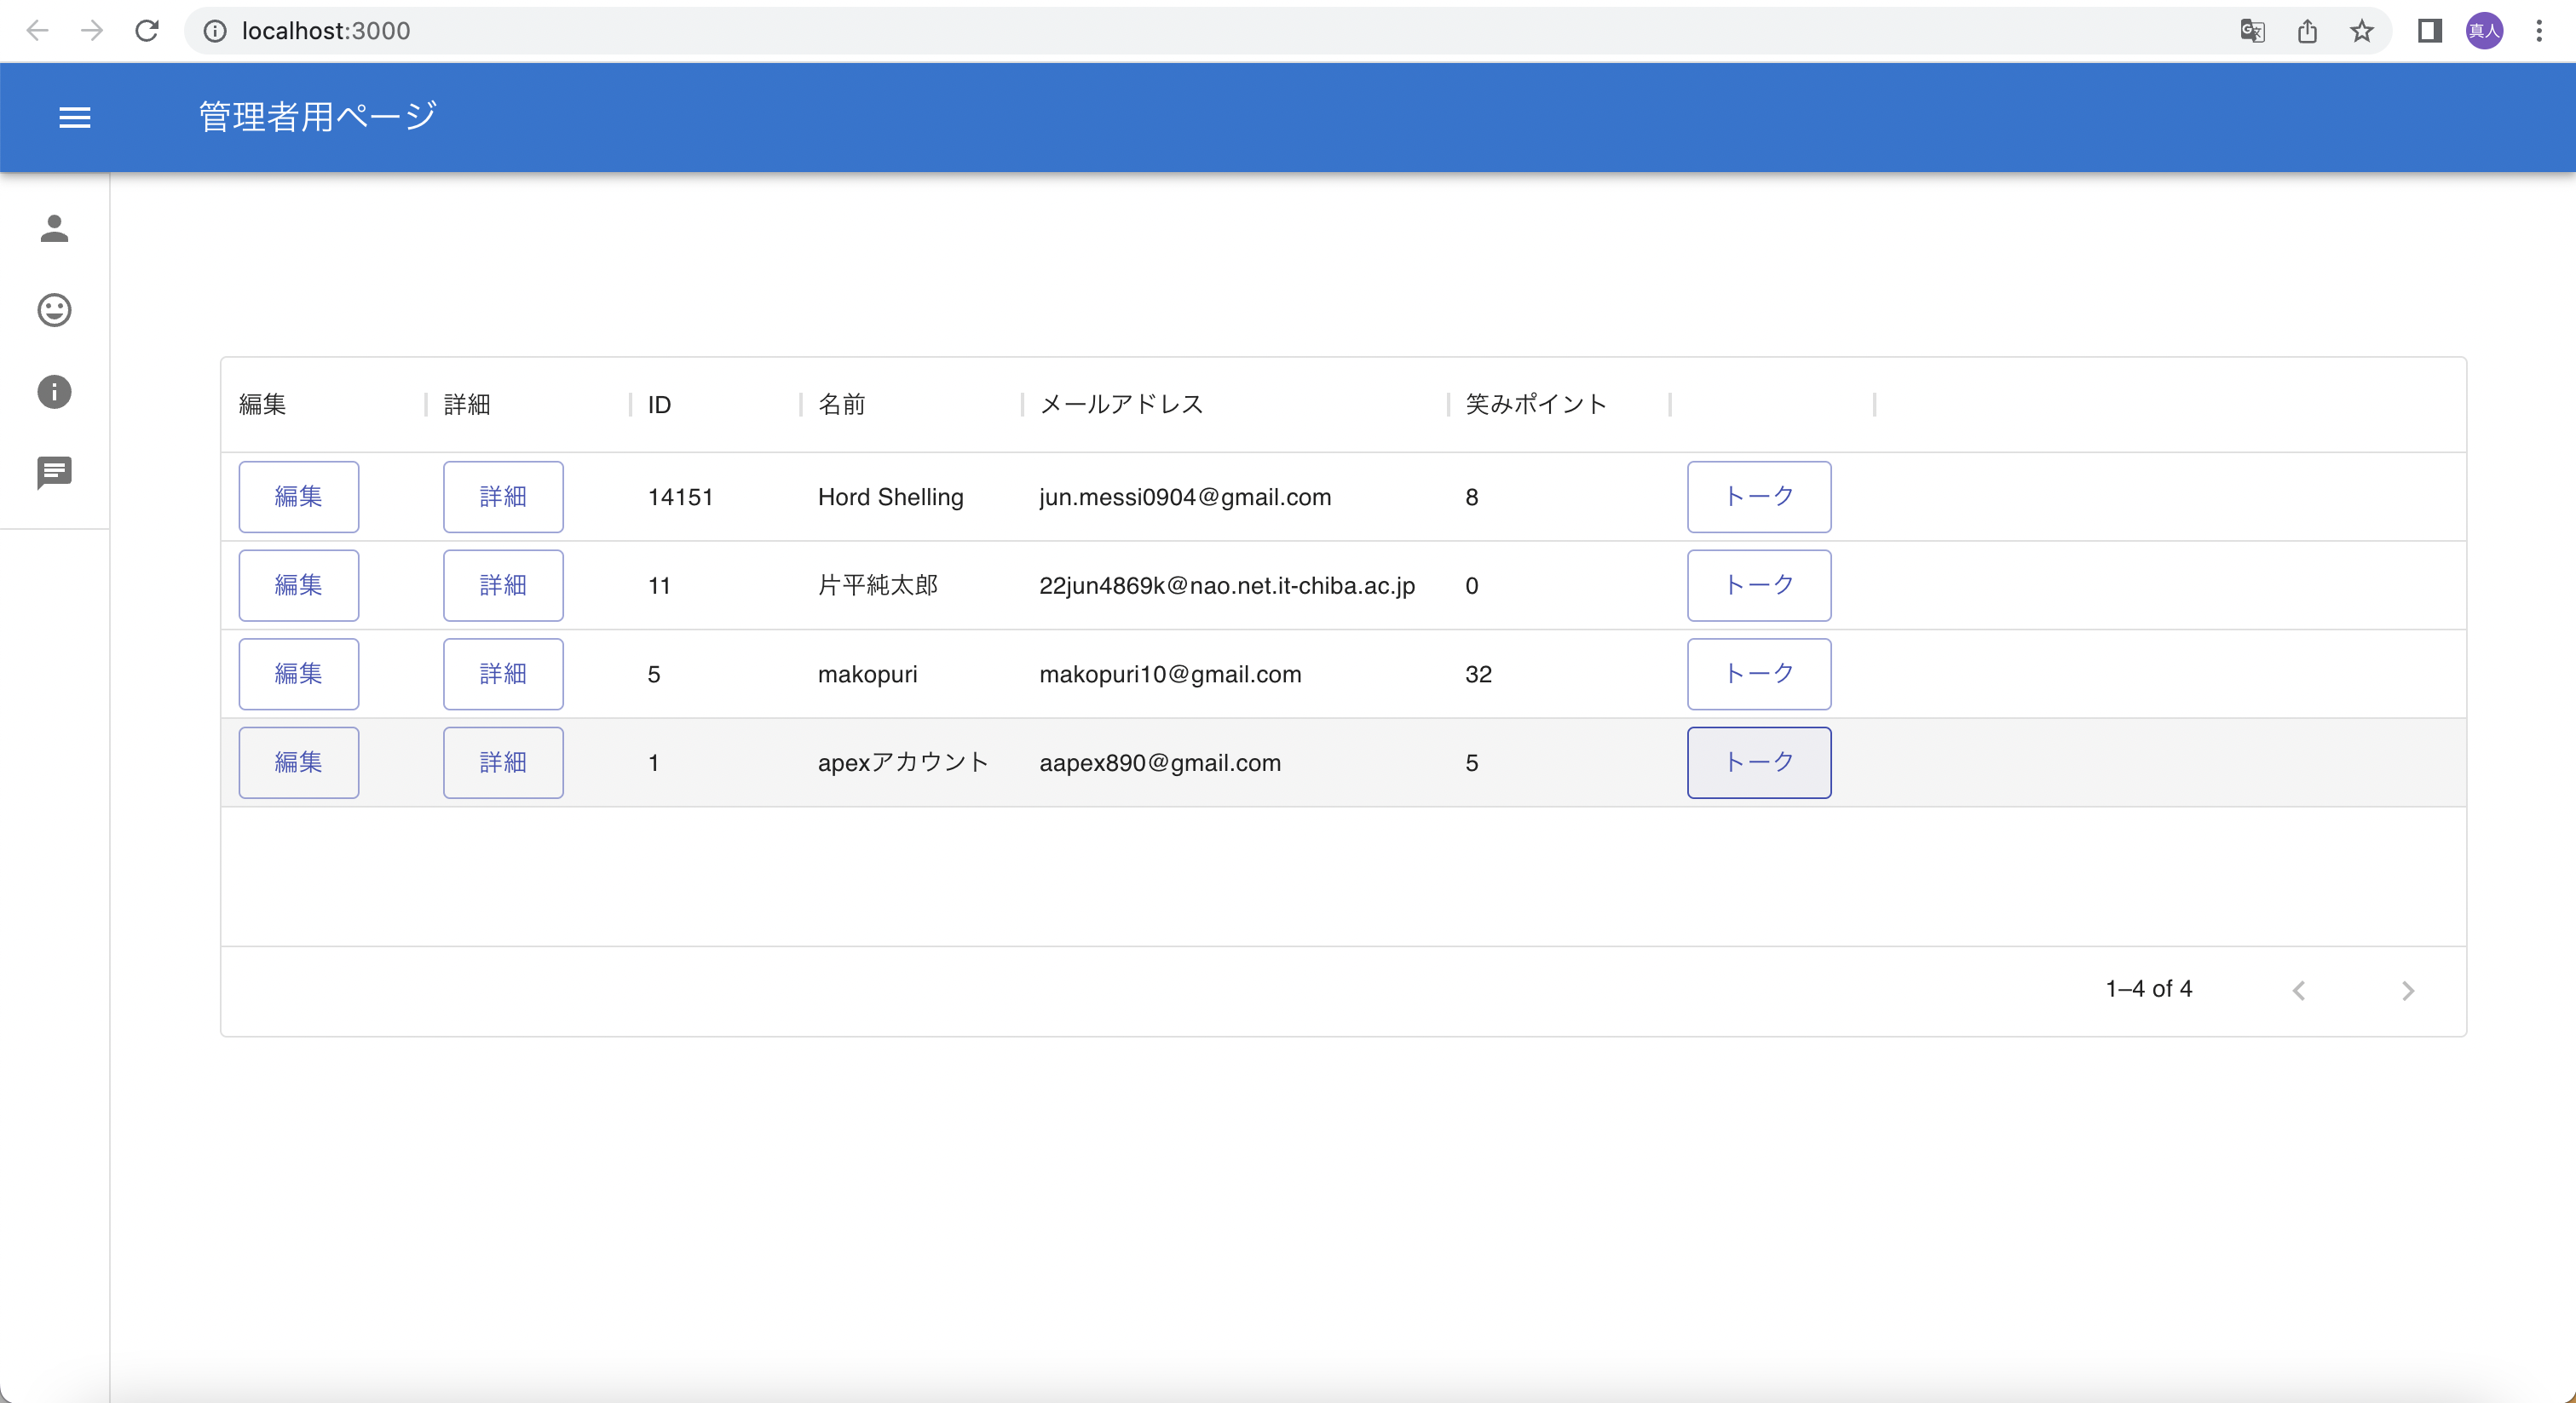 localhost:3000
真人
管理者用ページ
編集 詳細 ID 名前 メールアドレス 笑みポイント
編集 詳細 14151 Hord Shelling jun.messi0904@gmail.com 8 トーク
編集 詳細 11 片平純太郎 22jun4869k@nao.net.it-chiba.ac.jp 0 トーク
編集 詳細 5 makopuri makopuri10@gmail.com 32 トーク
編集 詳細 1 apexアカウント aapex890@gmail.com 5 トーク
1–4 of 4